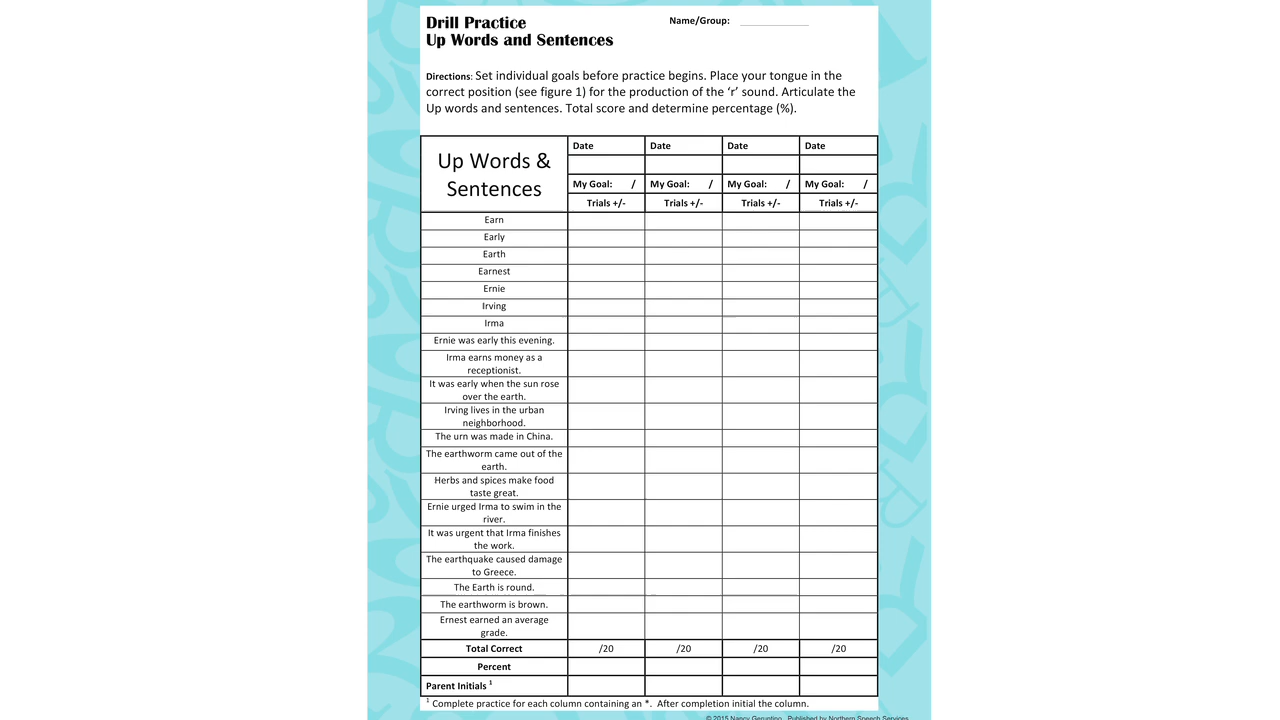 Drill Practice
Name/Group: ______________
Up Words and Sentences
Directions: Set individual goals before practice begins. Place your tongue in the
correct position (see figure 1) for the production of the ‘r’ sound. Articulate the
Up words and sentences. Total score and determine percentage (%).
Up Words &
Sentences
Date Date Date Date
My Goal: / My Goal: / My Goal: / My Goal: /
Trials +/- Trials +/- Trials +/- Trials +/-
Earn
Early
Earth
Earnest
Ernie
Irving
Irma
Ernie was early this evening.
Irma earns money as a
receptionist.
It was early when the sun rose
over the earth.
Irving lives in the urban
neighborhood.
The urn was made in China.
The earthworm came out of the
earth.
Herbs and spices make food
taste great.
Ernie urged Irma to swim in the
river.
It was urgent that Irma finishes
the work.
The earthquake caused damage
to Greece.
The Earth is round.
The earthworm is brown.
Ernest earned an average
grade.
Total Correct /20 /20 /20 /20
Percent
Parent Initials 1
1 Complete practice for each column containing an *. After completion initial the column.
© 2015 Nancy Geruntino. Published by Northern Speech Services